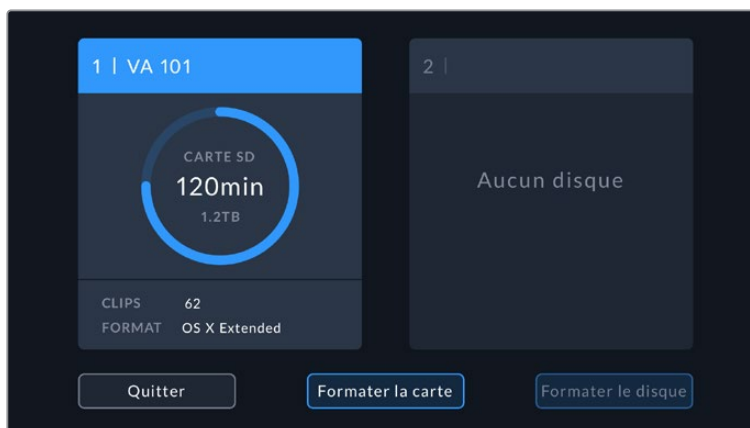 1 | VA 101
CARTE SD
120min
1.2TB
CLIPS 62
FORMAT OS X Extended
2 |
Aucun disque
Quitter
Formater la carte
Formater le disque